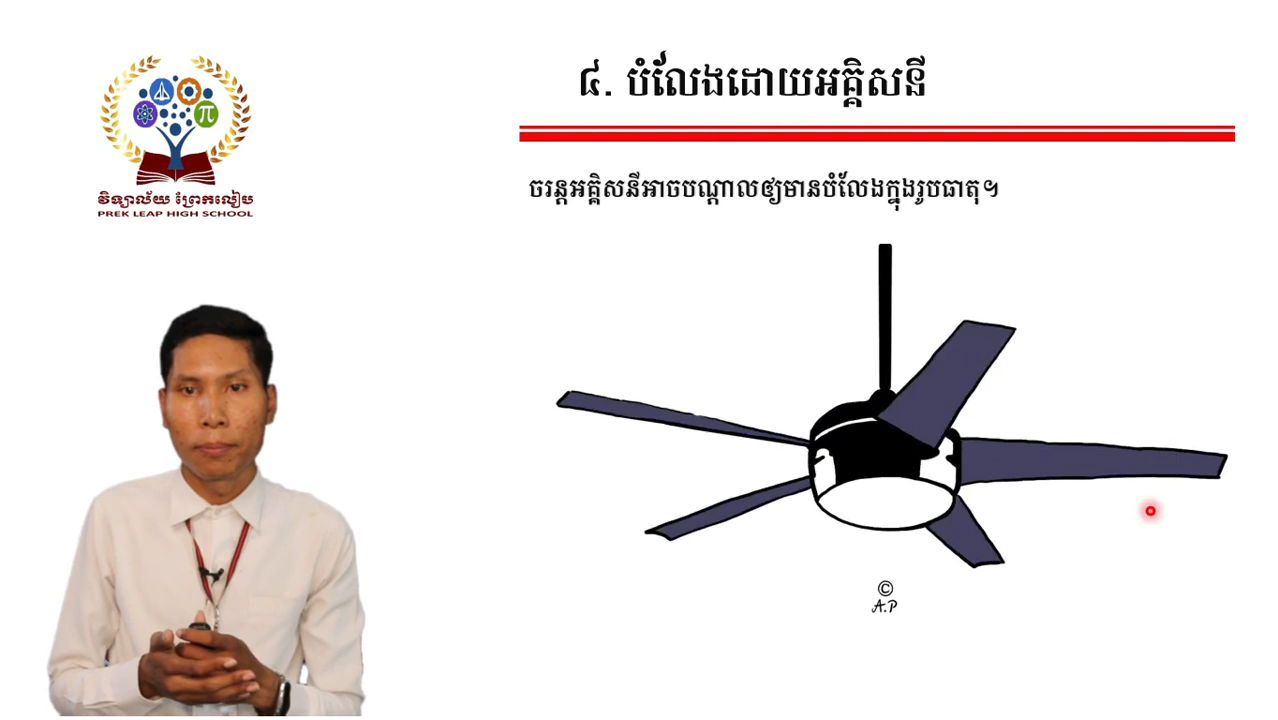 ៤. បំលែងដោយអគ្គិសនី
ចរន្តអគ្គិសនីអាចបណ្តាលឲ្យមានបំលែងក្នុងរូបធាតុ។
វិទ្យាល័យ ព្រែកលៀប
PREK LEAP HIGH SCHOOL
π
©
A.P